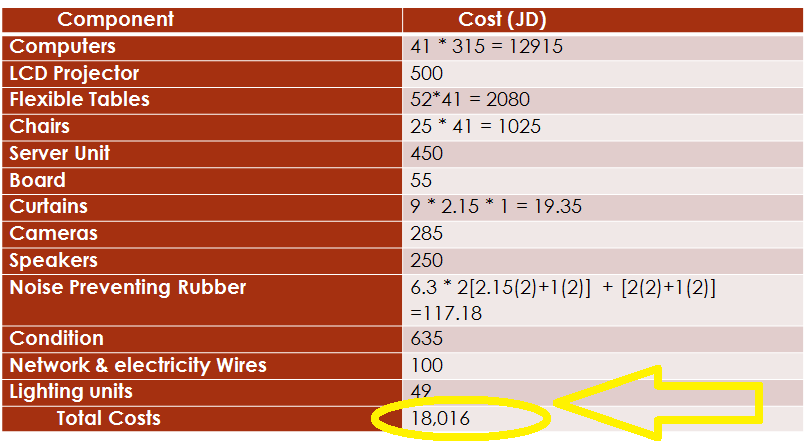 Component Cost (JD)
Computers 41 * 315 = 12915
LCD Projector 500
Flexible Tables 52*41 = 2080
Chairs 25 * 41 = 1025
Server Unit 450
Board 55
Curtains 9 * 2.15 * 1 = 19.35
Cameras 285
Speakers 250
Noise Preventing Rubber 6.3 * 2[2.15(2)+1(2)] + [2(2)+1(2)]
=117.18
Condition 635
Network & electricity Wires 100
Lighting units 49
Total Costs 18,016